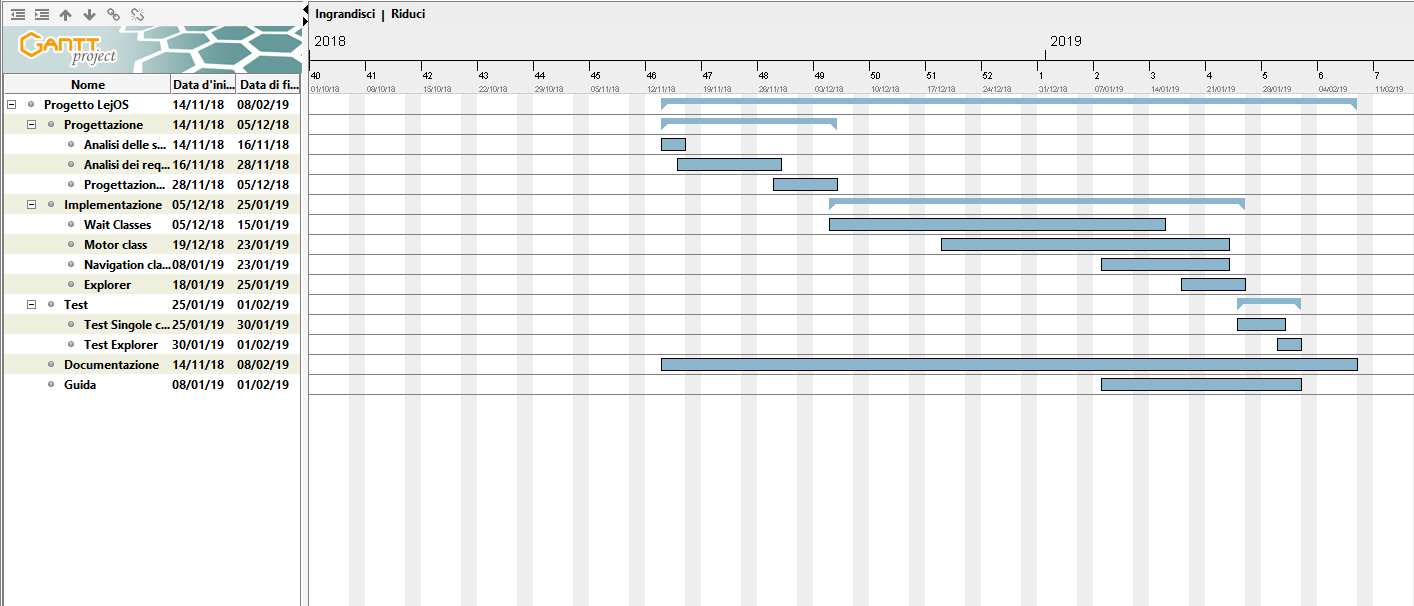 Ingrandisci | Riduci
GANTT
project
2018 2019
Nome Data d'ini... Data di fi...
40 41 42 43 44 45 46 47 48 49 50 51 52 1 2 3 4 5 6 7
01/10/18 08/10/18 15/10/18 22/10/18 29/10/18 05/11/18 12/11/18 19/11/18 26/11/18 03/12/18 10/12/18 17/12/18 24/12/18 31/12/18 07/01/19 14/01/19 21/01/19 28/01/19 04/02/19 11/02/19
Progetto LejOS 14/11/18 08/02/19
Progettazione 14/11/18 05/12/18
Analisi delle s... 14/11/18 16/11/18
Analisi dei req... 16/11/18 28/11/18
Progettazion... 28/11/18 05/12/18
Implementazione 05/12/18 25/01/19
Wait Classes 05/12/18 15/01/19
Motor class 19/12/18 23/01/19
Navigation cla... 08/01/19 23/01/19
Explorer 18/01/19 25/01/19
Test 25/01/19 01/02/19
Test Singole c... 25/01/19 30/01/19
Test Explorer 30/01/19 01/02/19
Documentazione 14/11/18 08/02/19
Guida 08/01/19 01/02/19